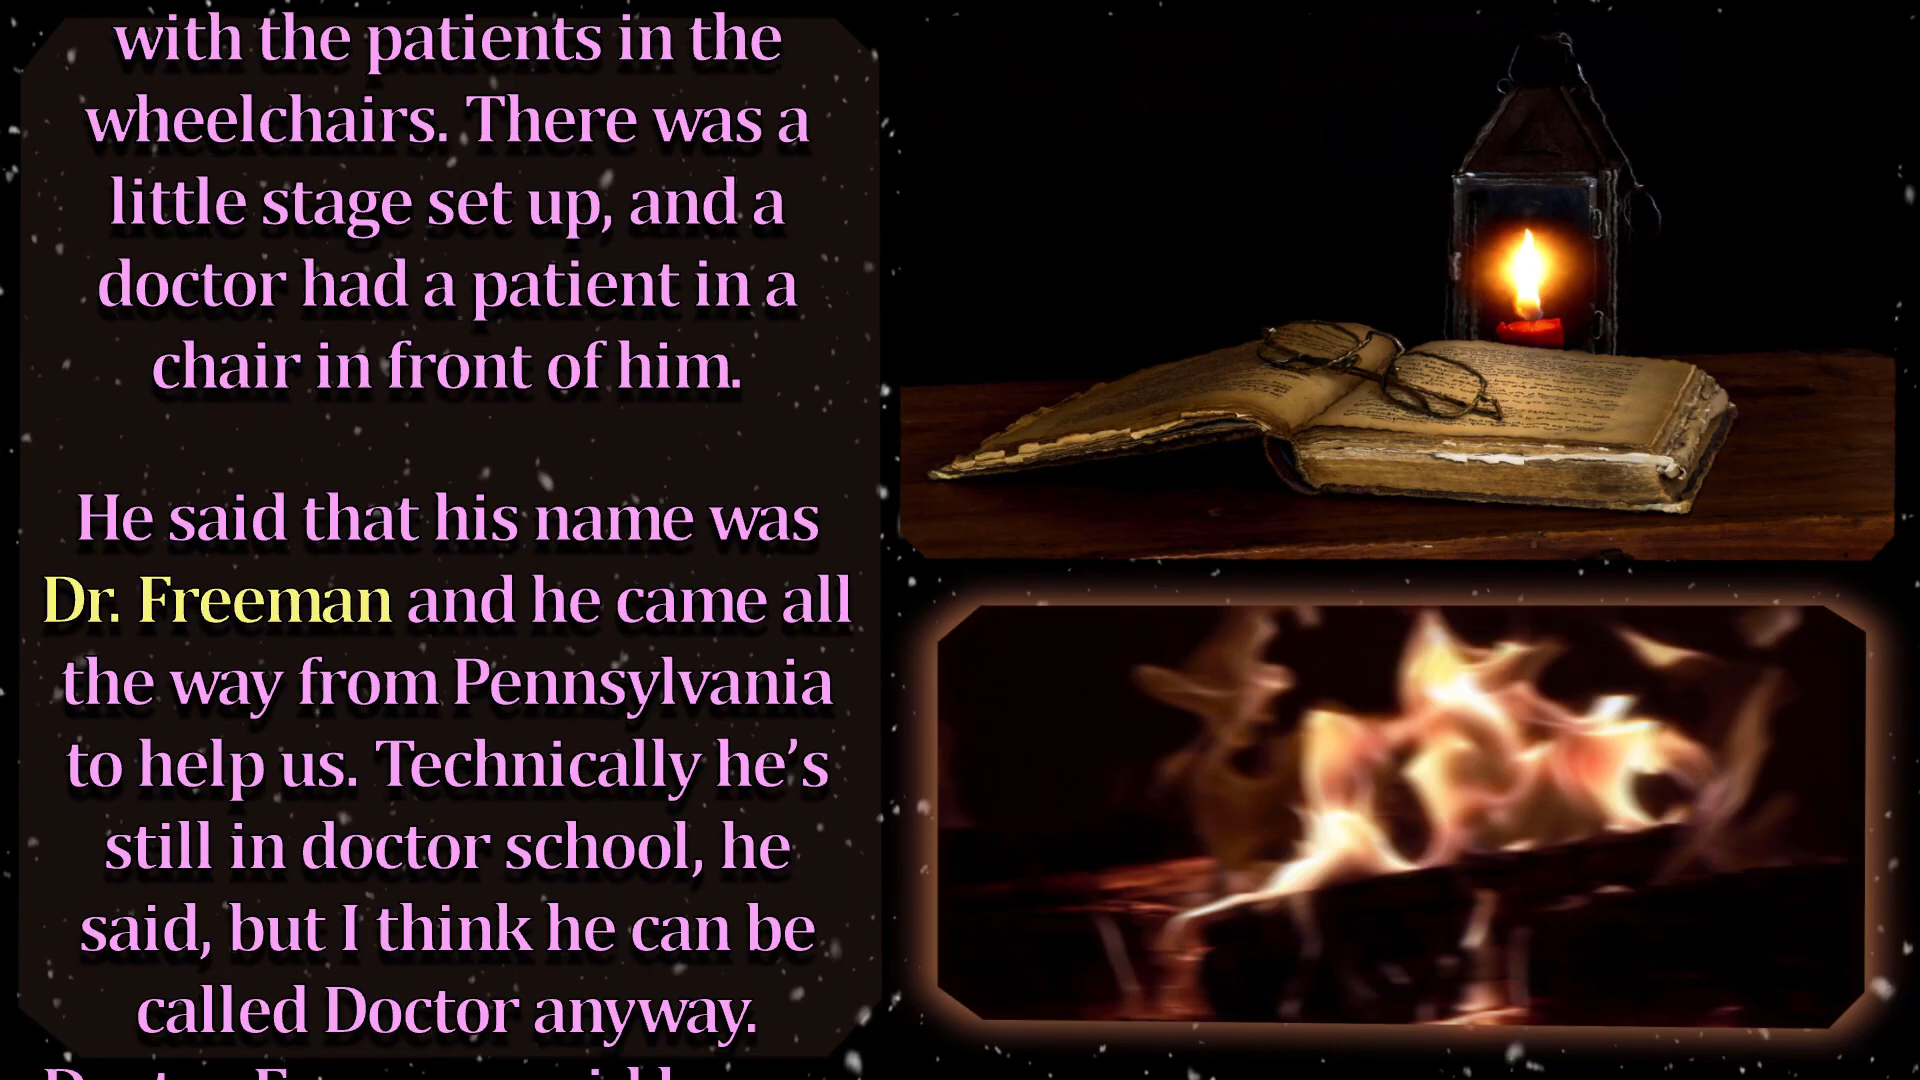 with the patients in the
wheelchairs. There was a
little stage set up, and a
doctor had a patient in a
chair in front of him.
He said that his name was
Dr. Freeman and he came all
the way from Pennsylvania
to help us. Technically he’s
still in doctor school, he
said, but I think he can be
called Doctor anyway.